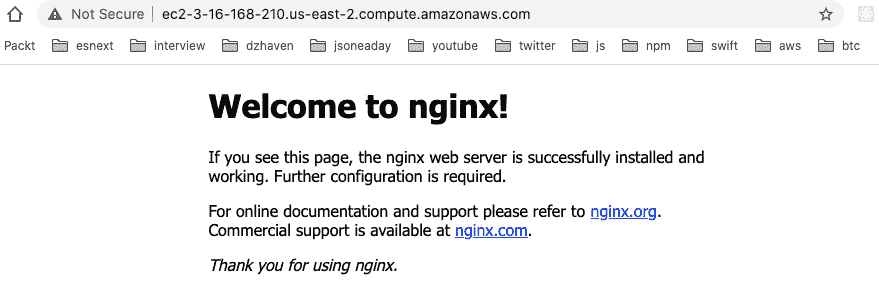 Not Secure | ec2-3-16-168-210.us-east-2.compute.amazonaws.com
Packt esnext interview dzhaven jsoneaday youtube twitter js npm swift aws btc
Welcome to nginx!
If you see this page, the nginx web server is successfully installed and
working. Further configuration is required.
For online documentation and support please refer to nginx.org.
Commercial support is available at nginx.com.
Thank you for using nginx.